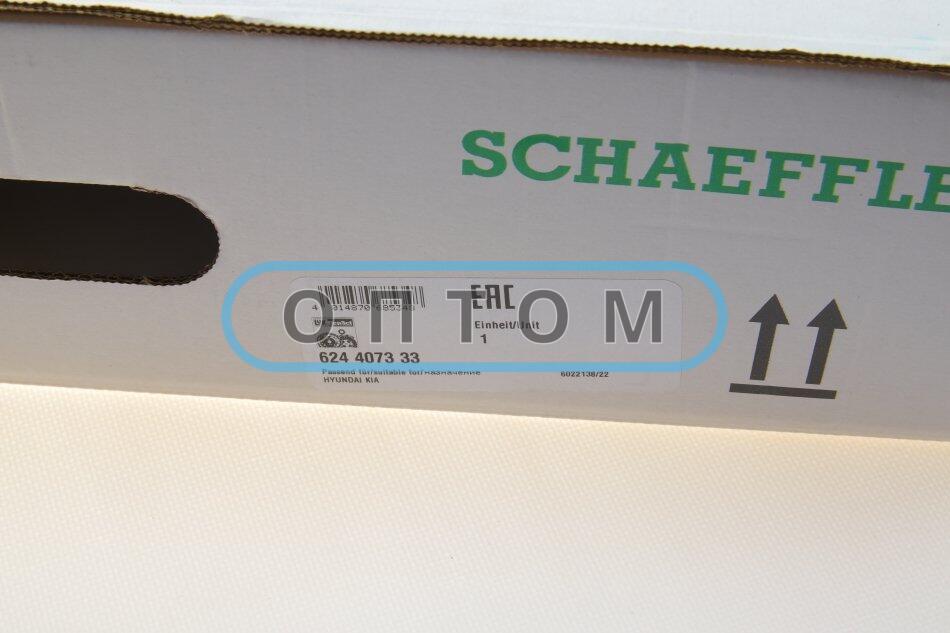 SCHAEFFLE
EAC
ОПТОМ
Einheit/Unit
1
624 4073 33
Passend für/suitable for/Назначение
HYUNDAI KIA
6022138/22